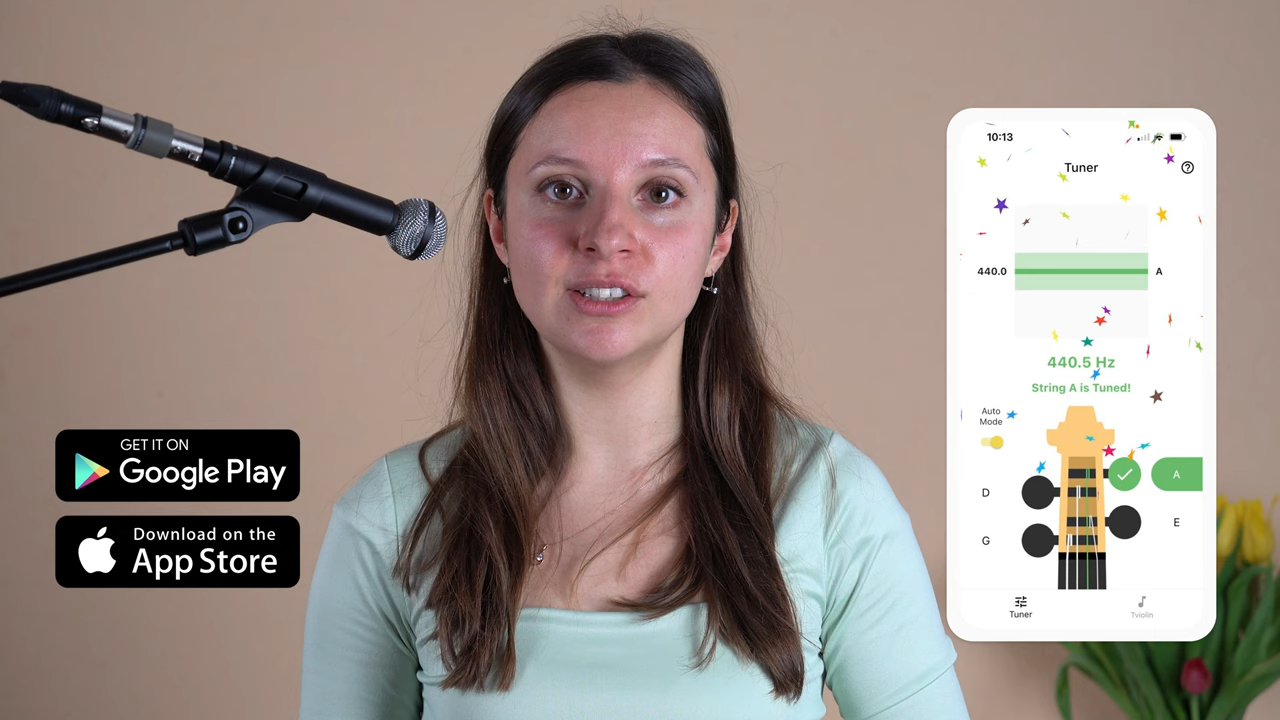 GET IT ON
Google Play
Download on the
App Store
10:13
Tuner
440.0
A
440.5 Hz
String A is Tuned!
Auto
Mode
A
D
E
G
Tuner
Tviolin